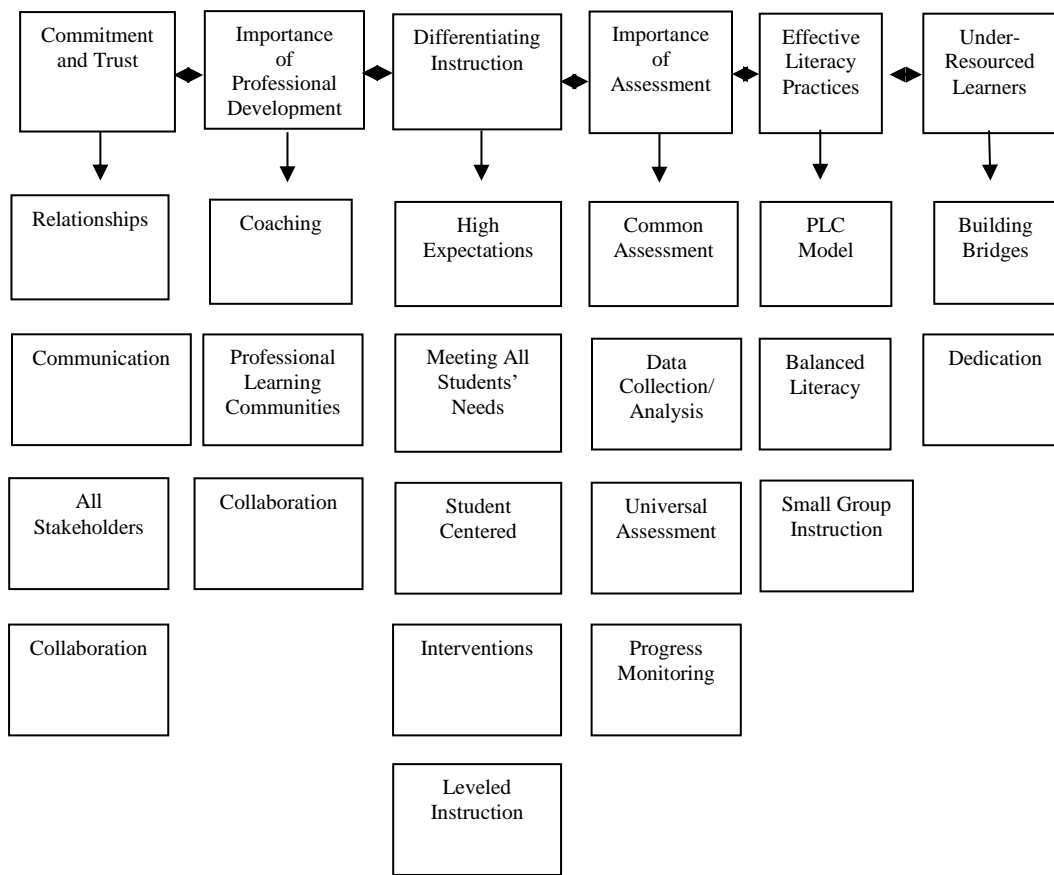 Commitment
and Trust
Importance
of
Professional
Development
Differentiating
Instruction
Importance
of
Assessment
Effective
Literacy
Practices
Under-
Resourced
Learners
Relationships
Coaching
High
Expectations
Common
Assessment
PLC
Model
Building
Bridges
Communication
Professional
Learning
Communities
Meeting All
Students’
Needs
Data
Collection/
Analysis
Balanced
Literacy
Dedication
All
Stakeholders
Collaboration
Student
Centered
Universal
Assessment
Small Group
Instruction
Collaboration
Interventions
Progress
Monitoring
Leveled
Instruction